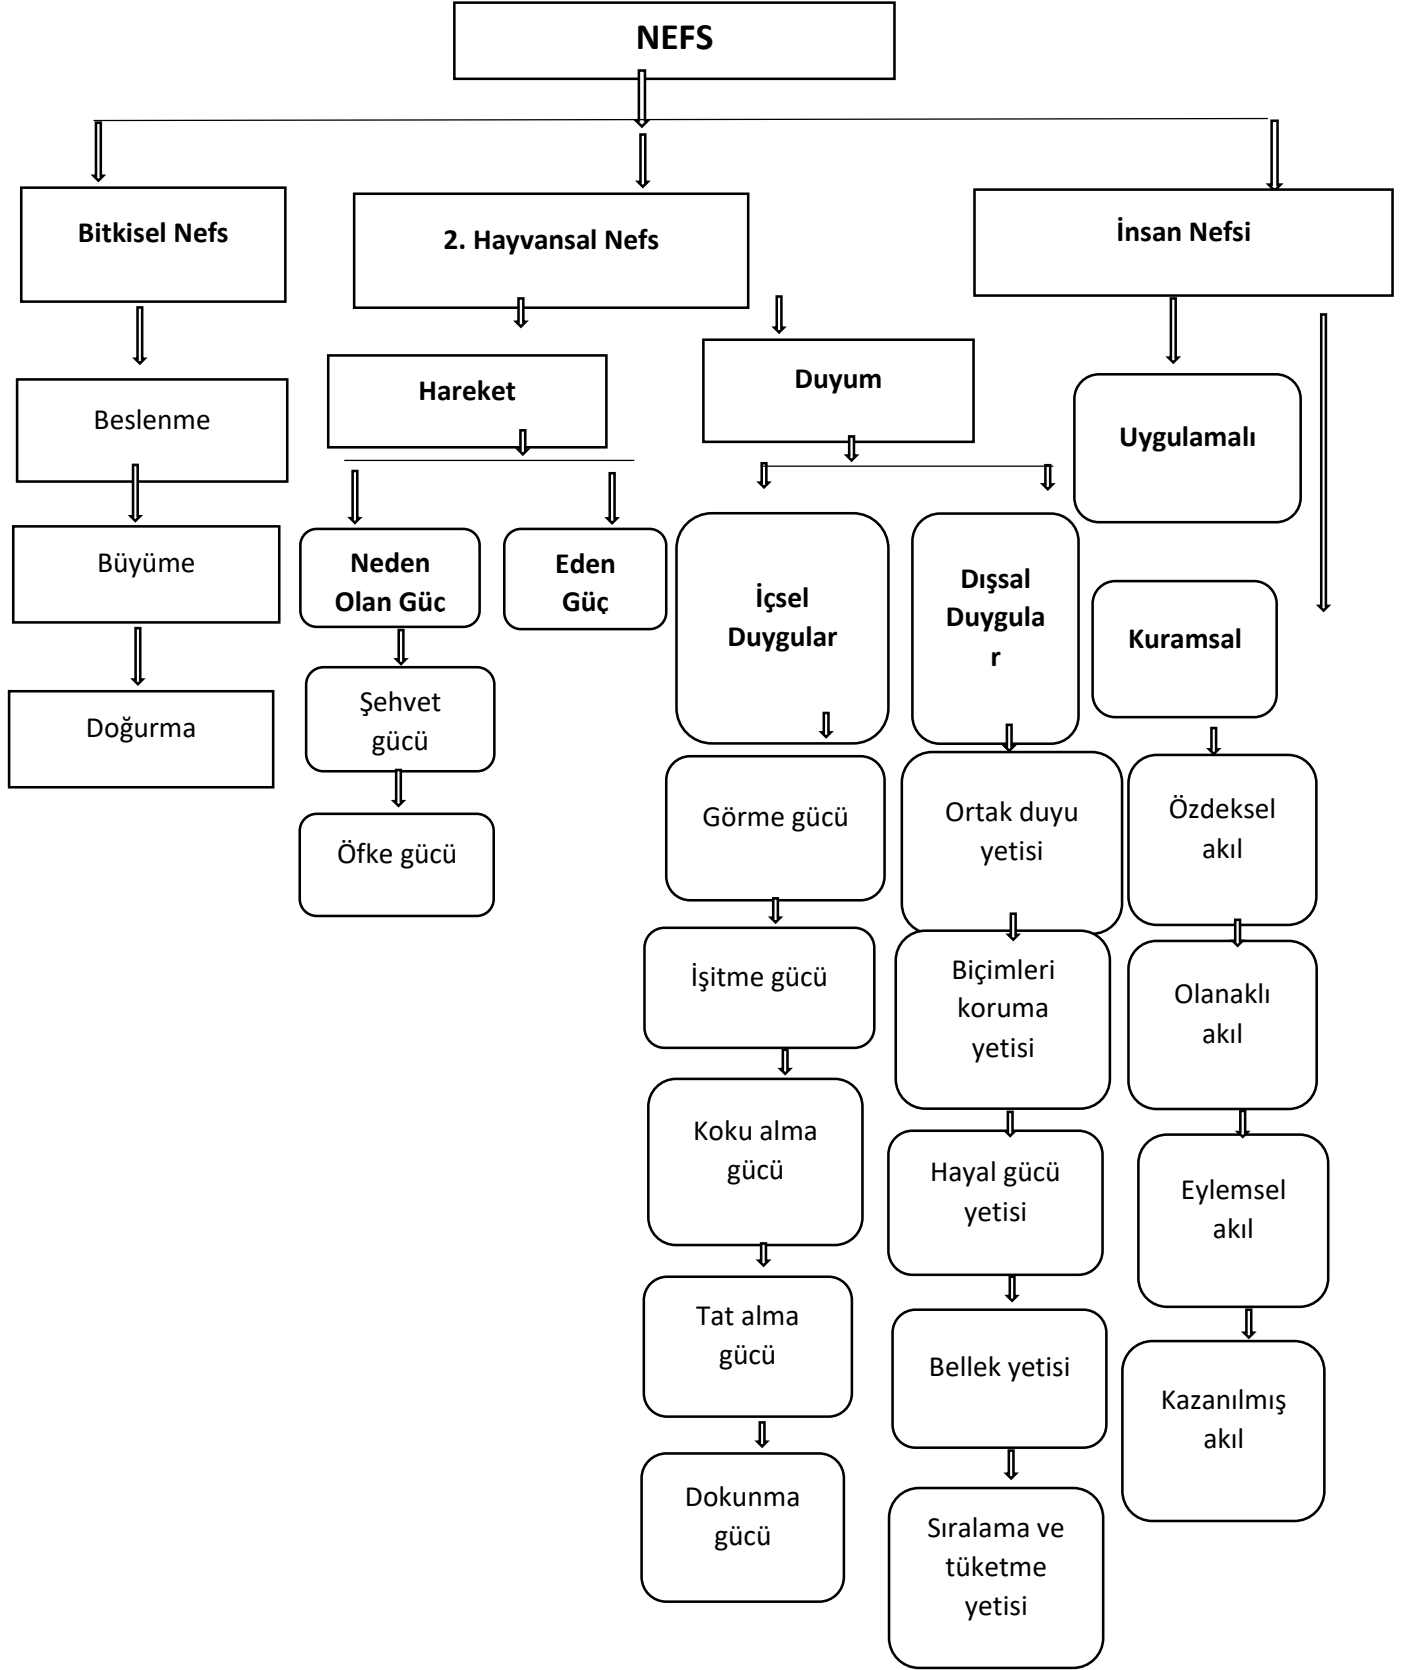 NEFS
Bitkisel Nefs
2. Hayvansal Nefs
İnsan Nefsi
Beslenme
Büyüme
Doğurma
Hareket
Neden
Olan Güç
Eden
Güç
Şehvet
gücü
Öfke gücü
Duyum
İçsel
Duygular
Dışsal
Duygula
r
Görme gücü
İşitme gücü
Koku alma
gücü
Tat alma
gücü
Dokunma
gücü
Ortak duyu
yetisi
Biçimleri
koruma
yetisi
Hayal gücü
yetisi
Bellek yetisi
Sıralama ve
tüketme
yetisi
Uygulamalı
Kuramsal
Özdeksel
akıl
Olanaklı
akıl
Eylemsel
akıl
Kazanılmış
akıl